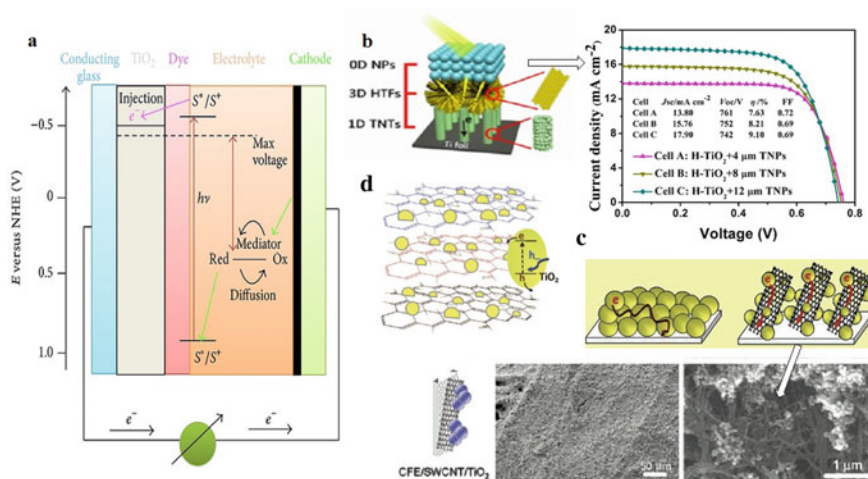 a
Conducting glass
TiO₂
Dye
Electrolyte
Cathode
Injection
e⁻
S*/S⁺
Max voltage
hν
Mediator
Red
Ox
Diffusion
S°/S⁺
E versus NHE (V)
−0.5
0
0.5
1.0
e⁻
e⁻
b
0D NPs
3D HTFs
1D TNTs
Ti foil
Current density (mA cm⁻²)
20
16
12
8
4
0
Cell Jsc/mA cm⁻² Voc/V η /% FF
Cell A 13.80 761 7.63 0.72
Cell B 15.76 752 8.21 0.69
Cell C 17.90 742 9.10 0.69
Cell A: H-TiO₂+4 μm TNPs
Cell B: H-TiO₂+8 μm TNPs
Cell C: H-TiO₂+12 μm TNPs
0.0 0.2 0.4 0.6 0.8
Voltage (V)
d
e
h
h
TiO₂
c
e
e
e
e
CFE/SWCNT/TiO₂
50 μm
1 μm